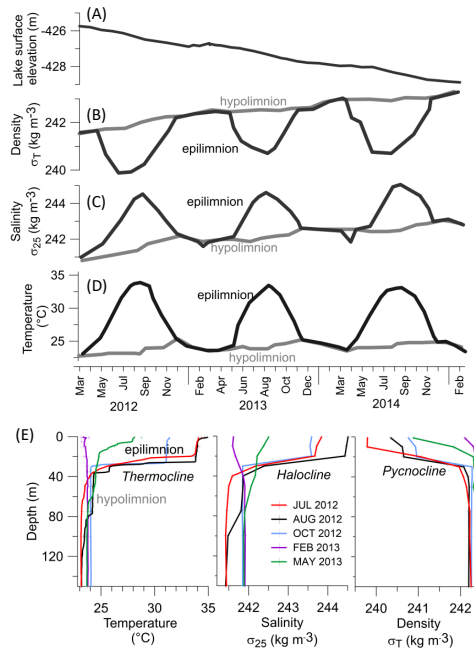 (A)
Lake surface
elevation (m)
-426
-428
(B)
Density
σT (kg m-3)
242
240
hypolimnion
epilimnion
(C)
Salinity
σ25 (kg m-3)
244
242
epilimnion
hypolimnion
(D)
Temperature
(°C)
35
30
25
epilimnion
hypolimnion
Mar May Jul Sep Nov Feb Apr Jun Aug Oct Dec Mar May Jul Sep Nov Feb
2012 2013 2014
(E)
Depth (m)
0
40
80
120
epilimnion
Thermocline
hypolimnion
Halocline
Pycnocline
JUL 2012
AUG 2012
OCT 2012
FEB 2013
MAY 2013
25 30 35 242 243 244 240 241 242
Temperature Salinity Density
(°C) σ25 (kg m-3) σT (kg m-3)